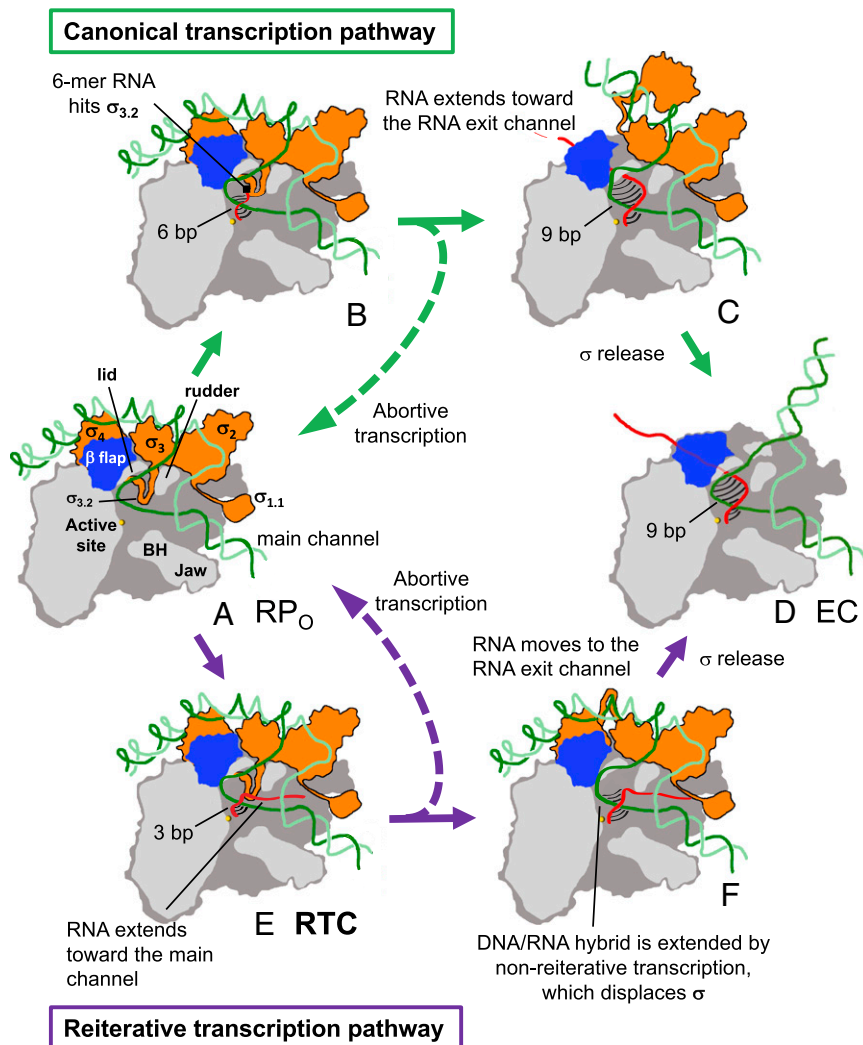 Canonical transcription pathway
6-mer RNA
hits σ3.2
6 bp
B
RNA extends toward
the RNA exit channel
9 bp
C
σ release
Abortive
transcription
lid
rudder
σ4
σ3
σ2
β flap
σ3.2
σ1.1
Active
site
main channel
BH
Jaw
A RPO
9 bp
D EC
Abortive
transcription
RNA moves to the
RNA exit channel
σ release
3 bp
RNA extends
toward the main
channel
E RTC
F
DNA/RNA hybrid is extended by
non-reiterative transcription,
which displaces σ
Reiterative transcription pathway